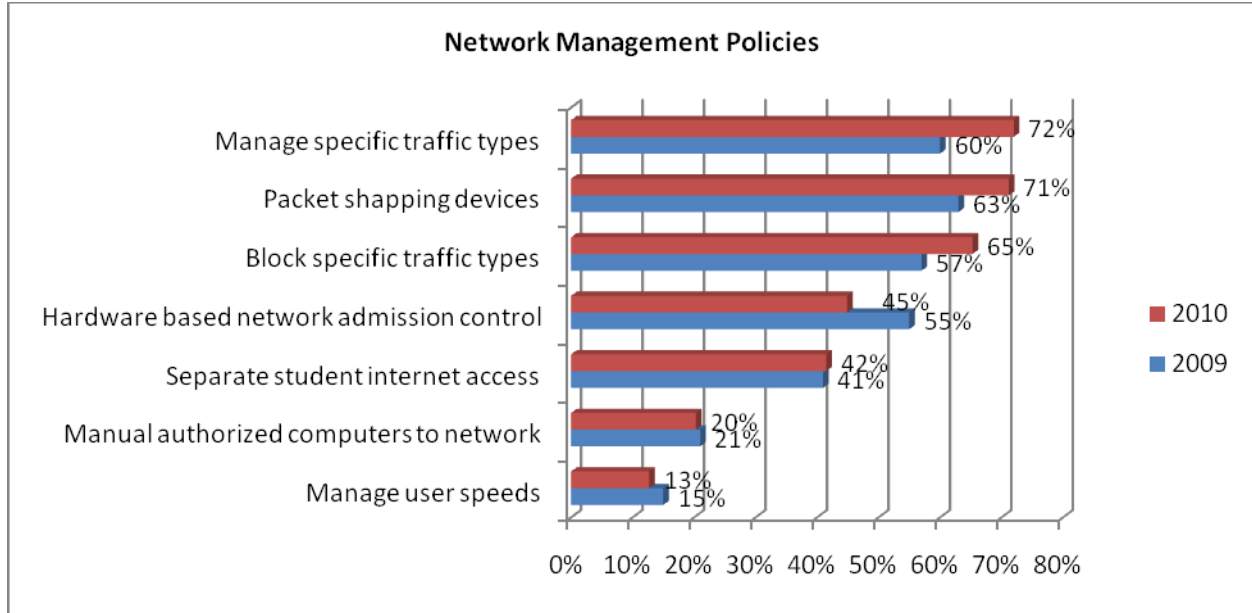 Network Management Policies
Manage specific traffic types
72%
60%
Packet shapping devices
71%
63%
Block specific traffic types
65%
57%
Hardware based network admission control
45%
55%
Separate student internet access
42%
41%
Manual authorized computers to network
20%
21%
Manage user speeds
13%
15%
0% 10% 20% 30% 40% 50% 60% 70% 80%
2010
2009